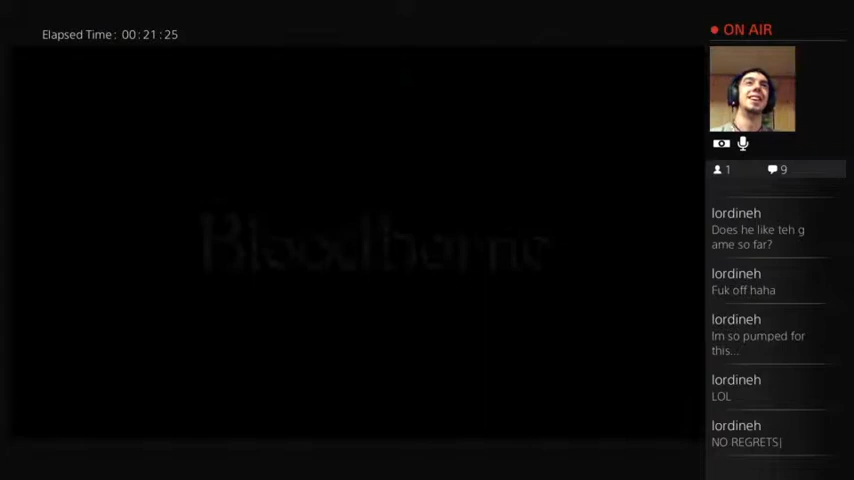 Elapsed Time: 00:21:25
ON AIR
1 9
Bloodborne
lordineh
Does he like teh g
ame so far?
lordineh
Fuk off haha
lordineh
Im so pumped for
this...
lordineh
LOL
lordineh
NO REGRETS|